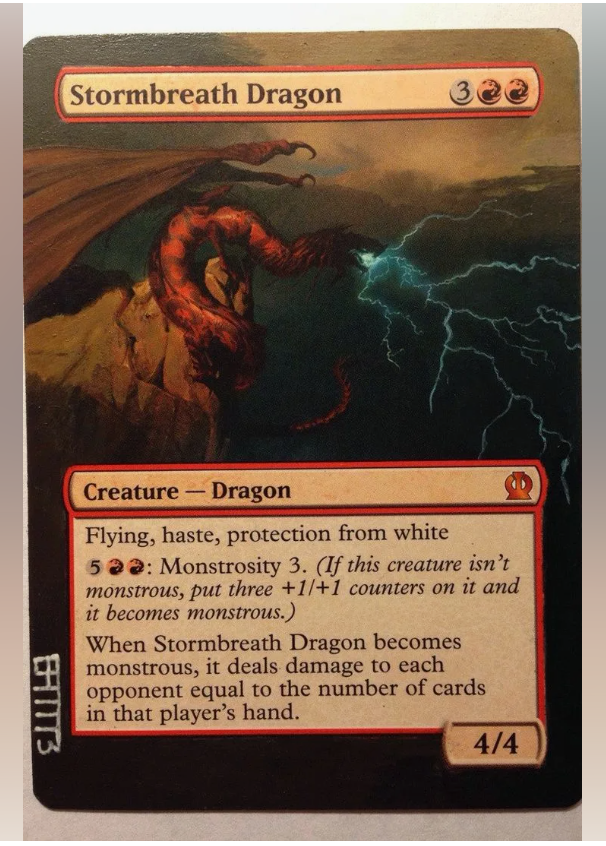 Stormbreath Dragon 3
Creature — Dragon
Flying, haste, protection from white
5 : Monstrosity 3. (If this creature isn't
monstrous, put three +1/+1 counters on it and
it becomes monstrous.)
When Stormbreath Dragon becomes
monstrous, it deals damage to each
opponent equal to the number of cards
in that player's hand.
4/4